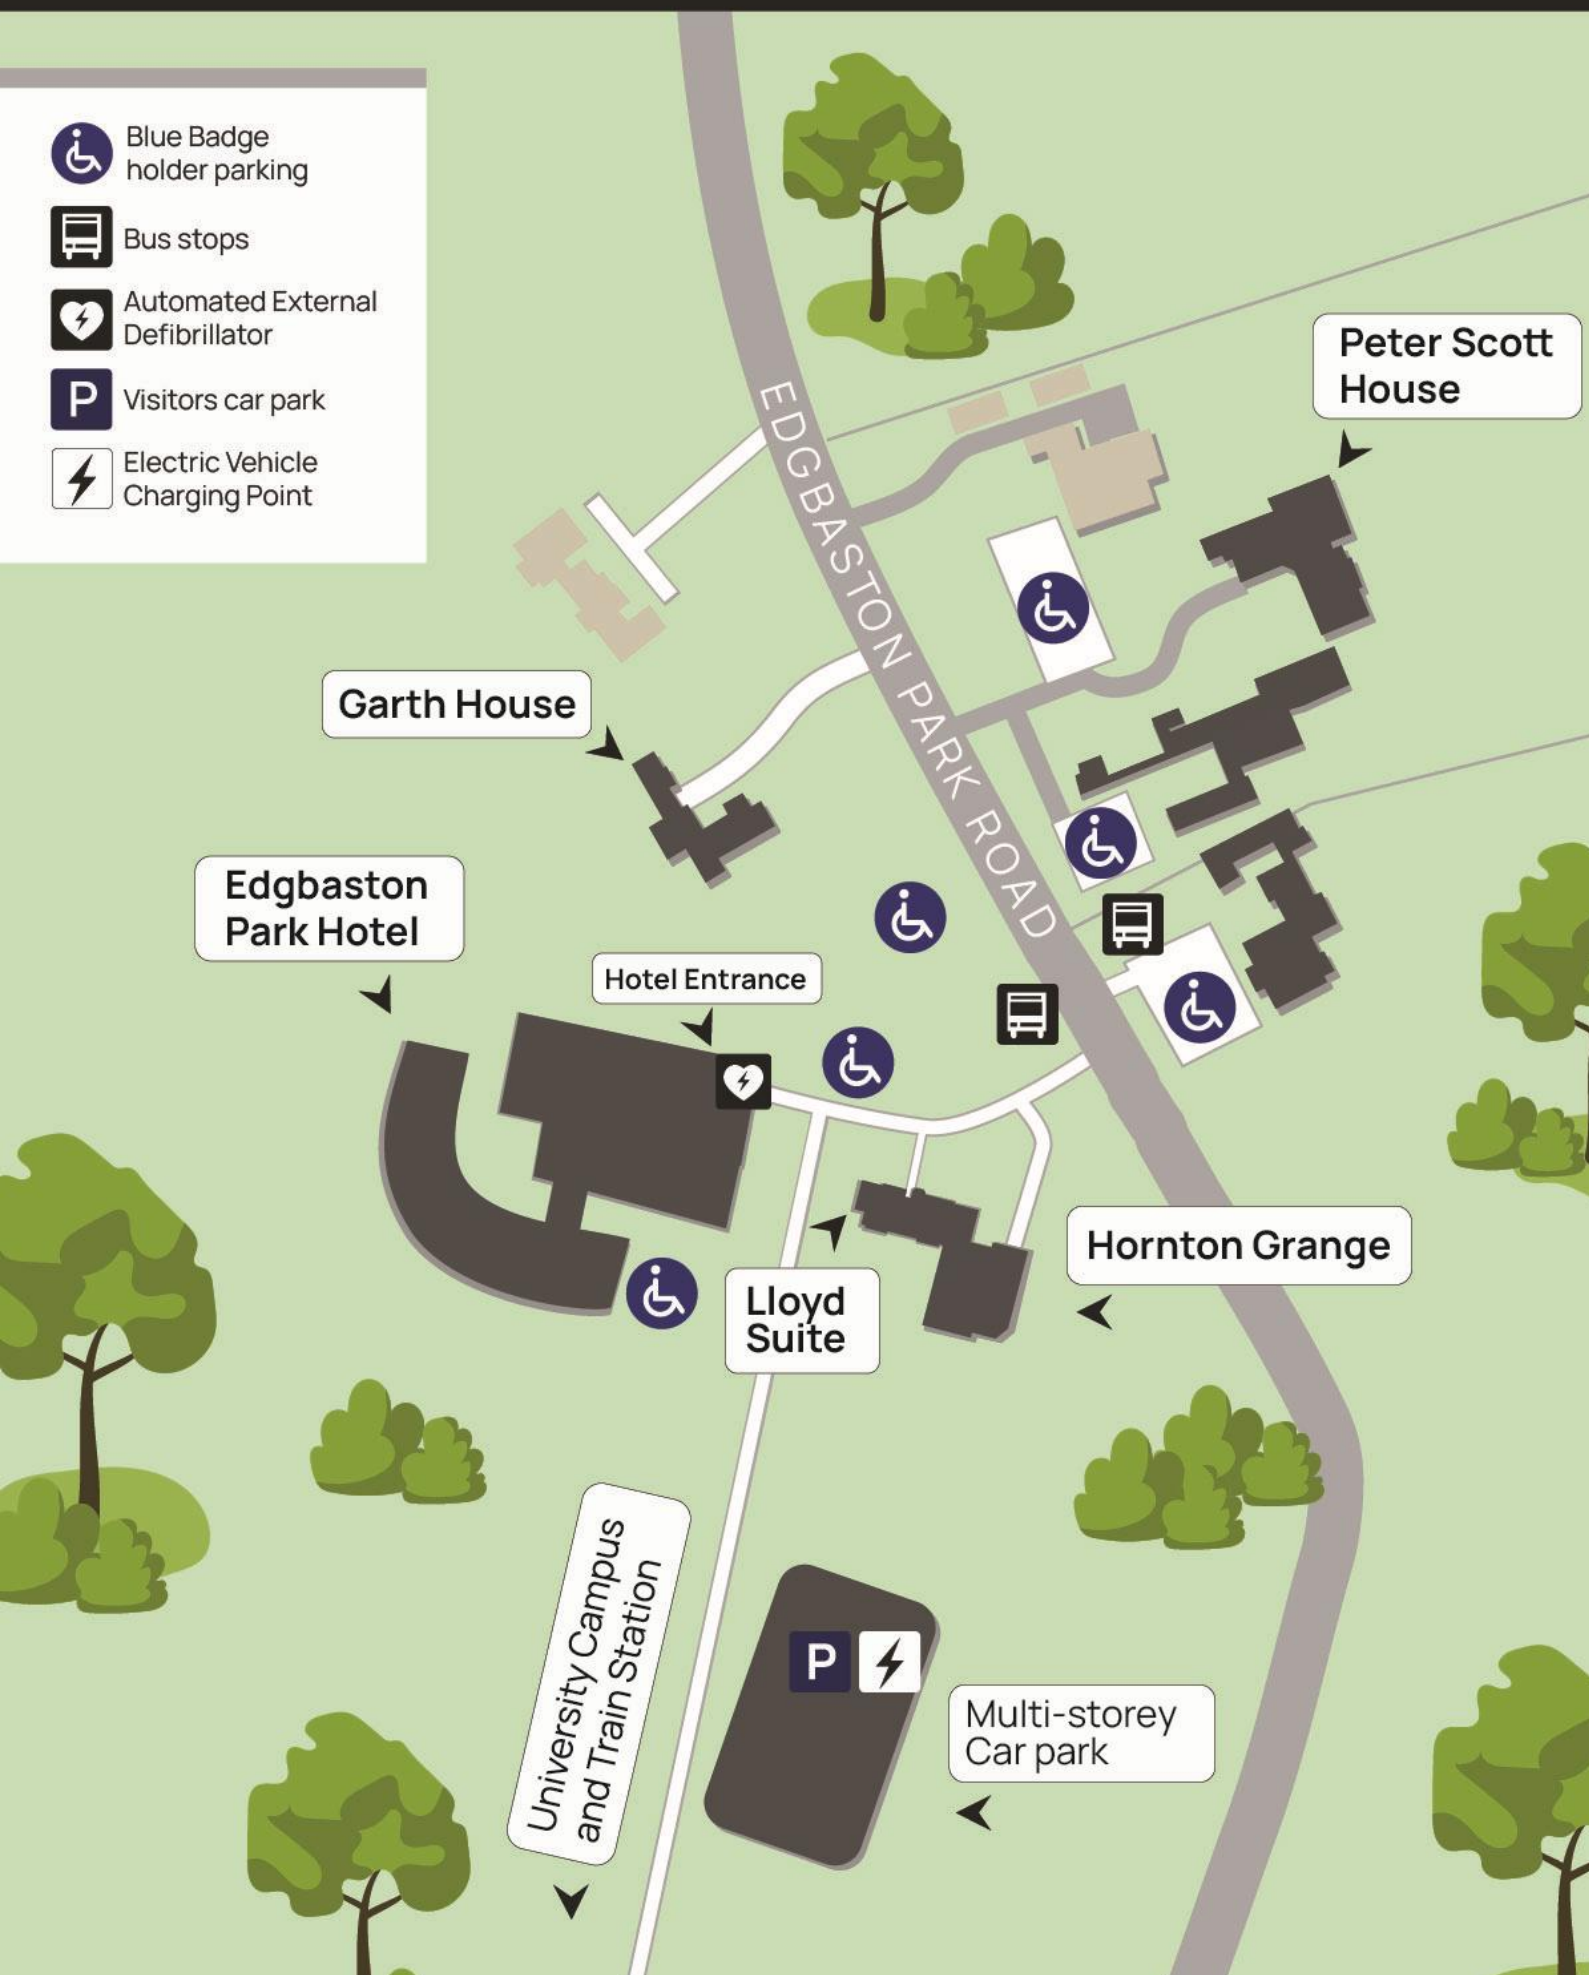 Blue Badge
holder parking
Bus stops
Automated External
Defibrillator
P
Visitors car park
Electric Vehicle
Charging Point
Peter Scott
House
EDGBASTON PARK ROAD
Garth House
Edgbaston
Park Hotel
Hotel Entrance
Hornton Grange
Lloyd
Suite
University Campus
and Train Station
P
Multi-storey
Car park